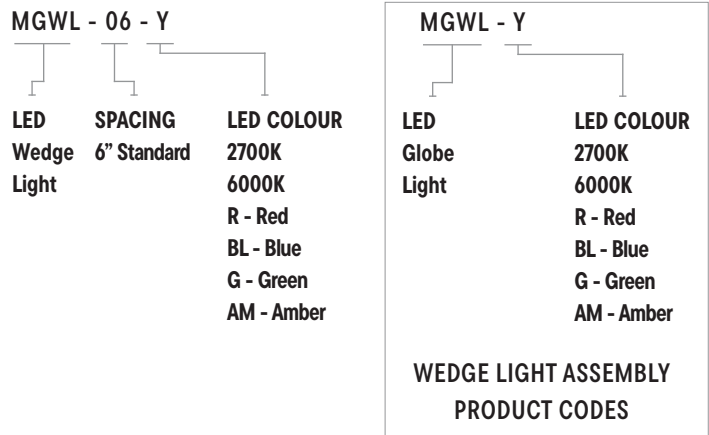 MGWL - 06 - Y
LED SPACING LED COLOUR
Wedge 6” Standard 2700K
Light 6000K
R - Red
BL - Blue
G - Green
AM - Amber
MGWL - Y
LED LED COLOUR
Globe 2700K
Light 6000K
R - Red
BL - Blue
G - Green
AM - Amber
WEDGE LIGHT ASSEMBLY
PRODUCT CODES